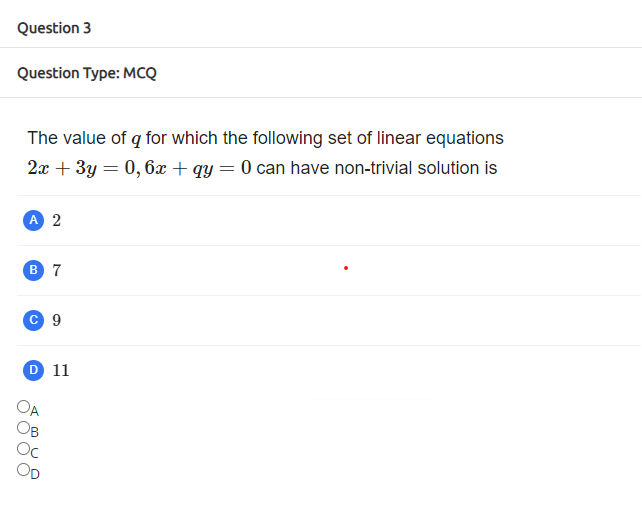 Question 3
Question Type: MCQ
The value of q for which the following set of linear equations
2x + 3y = 0, 6x + qy = 0 can have non-trivial solution is
A 2
B 7
C 9
D 11
A
B
C
D